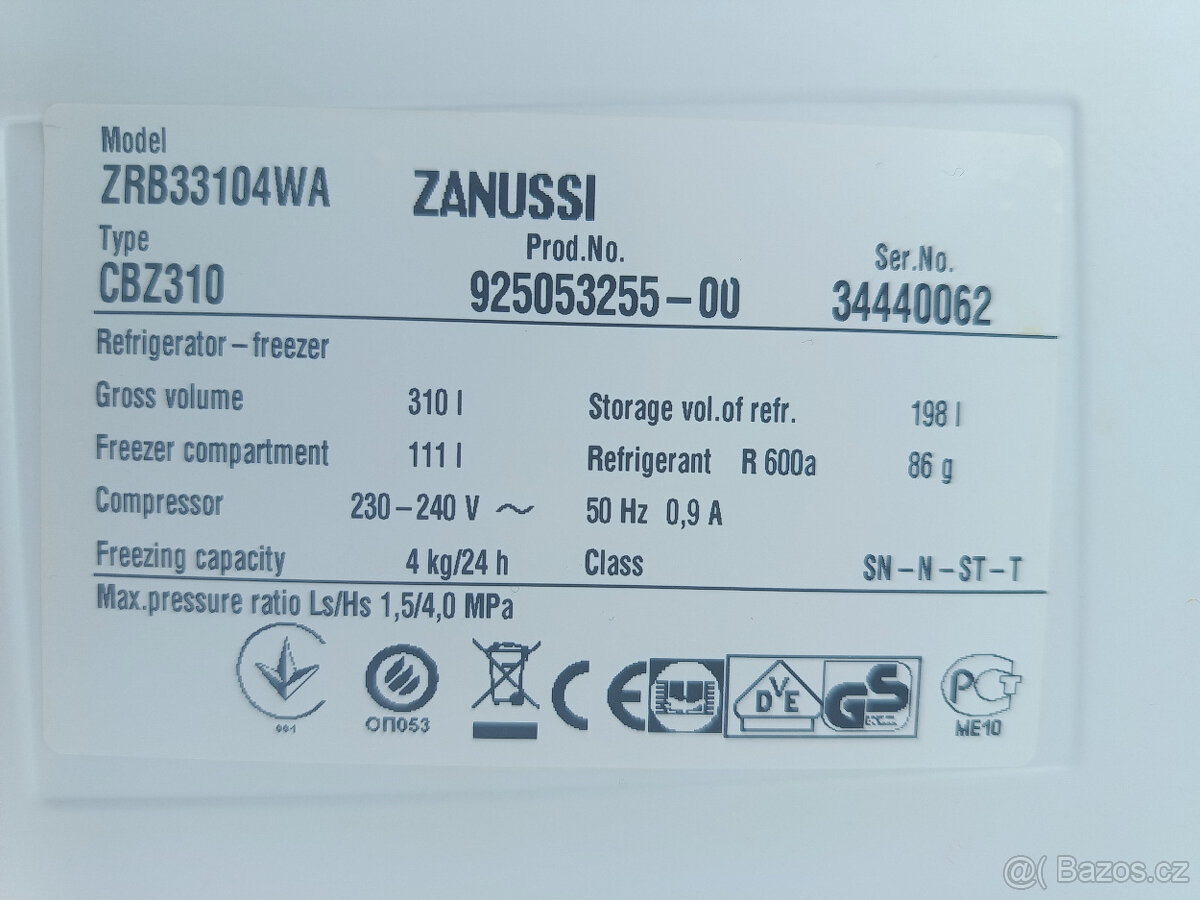 Model
ZRB33104WA
ZANUSSI
Type
CBZ310
Prod.No.
925053255-00
Ser.No.
34440062
Refrigerator-freezer
Gross volume 310 l Storage vol.of refr. 198 l
Freezer compartment 111 l Refrigerant R 600a 86 g
Compressor 230-240 V ~ 50 Hz 0,9 A
Freezing capacity 4 kg/24 h Class SN-N-ST-T
Max.pressure ratio Ls/Hs 1,5/4,0 MPa
001
ОП053
CE
DVE
GS
РСТ
ME10
@( Bazos.cz